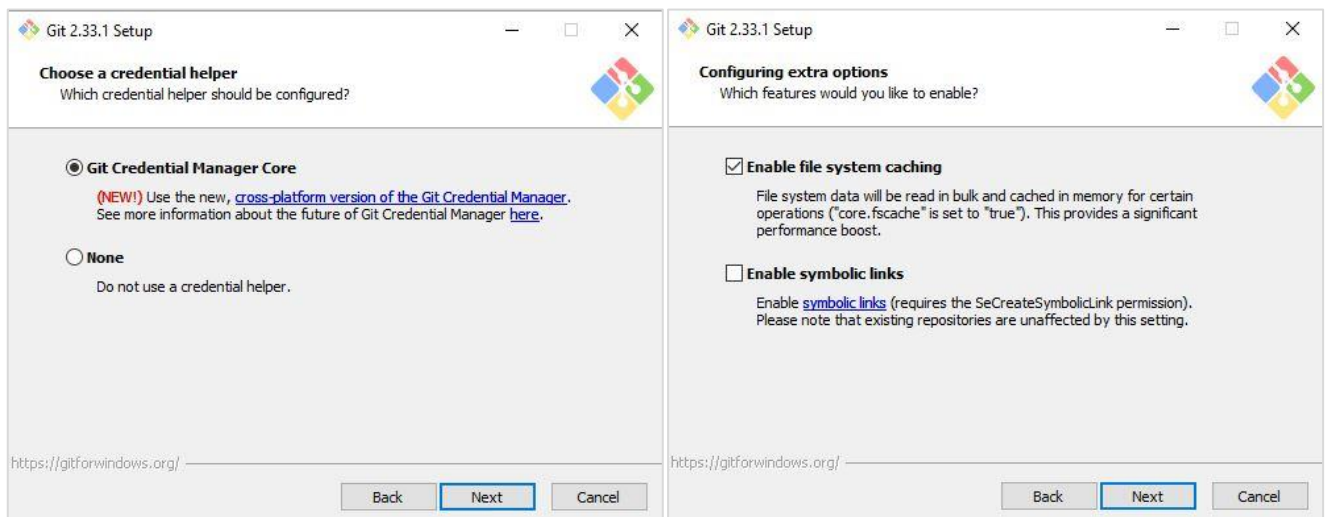 Git 2.33.1 Setup
Choose a credential helper
Which credential helper should be configured?
Git Credential Manager Core
(NEW!) Use the new, cross-platform version of the Git Credential Manager.
See more information about the future of Git Credential Manager here.
None
Do not use a credential helper.
https://gitforwindows.org/
Back
Next
Cancel
Git 2.33.1 Setup
Configuring extra options
Which features would you like to enable?
Enable file system caching
File system data will be read in bulk and cached in memory for certain
operations ("core.fscache" is set to "true"). This provides a significant
performance boost.
Enable symbolic links
Enable symbolic links (requires the SeCreateSymbolicLink permission).
Please note that existing repositories are unaffected by this setting.
https://gitforwindows.org/
Back
Next
Cancel